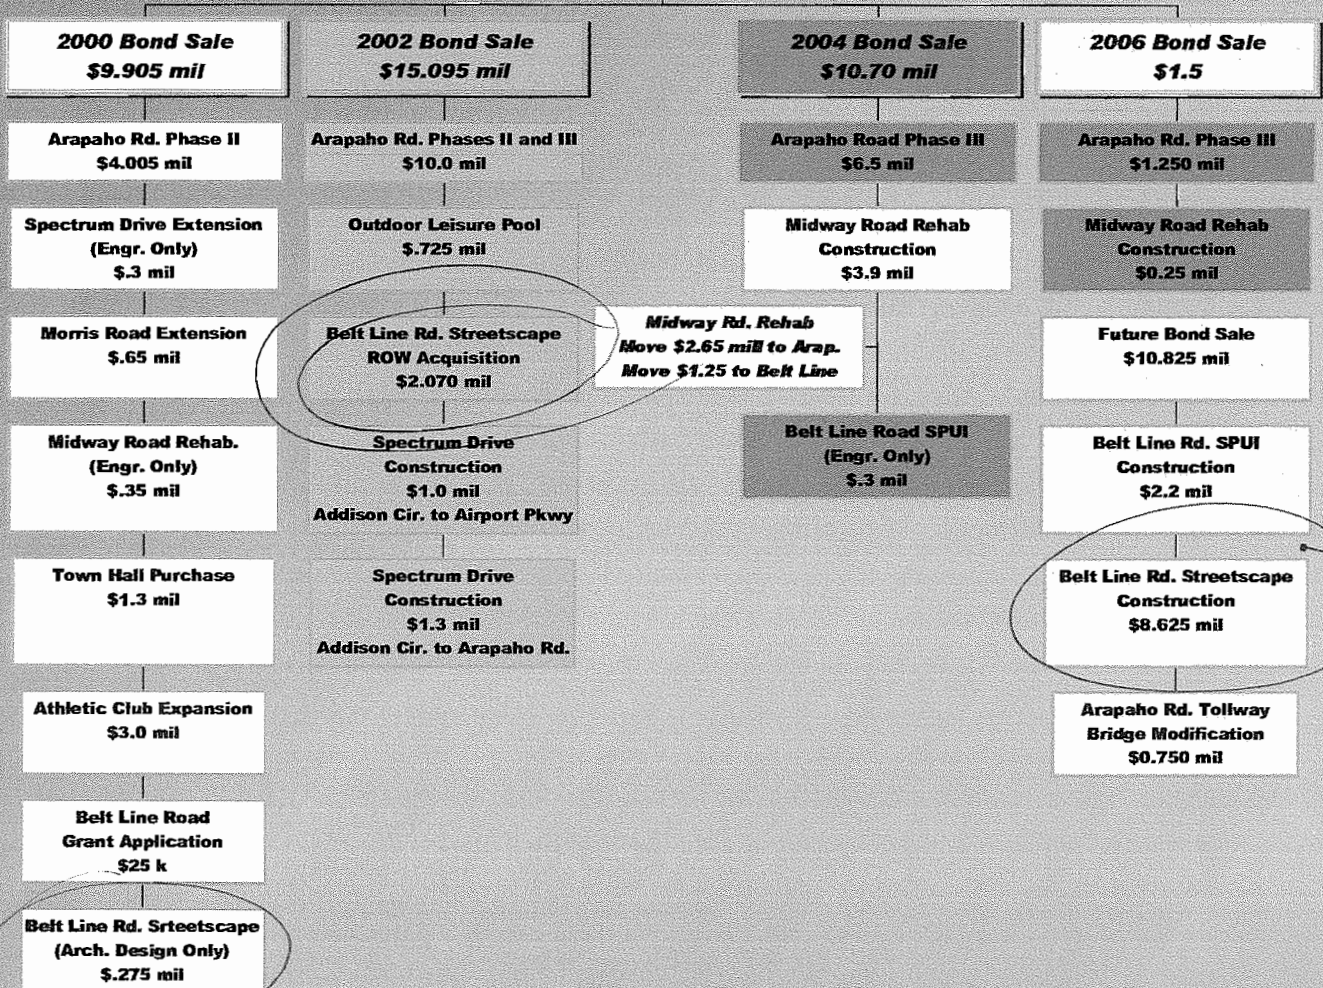 2000 Bond Sale
$9.905 mil
Arapaho Rd. Phase II
$4.005 mil
Spectrum Drive Extension
(Engr. Only)
$.3 mil
Morris Road Extension
$.65 mil
Midway Road Rehab.
(Engr. Only)
$.35 mil
Town Hall Purchase
$1.3 mil
Athletic Club Expansion
$3.0 mil
Belt Line Road
Grant Application
$25 k
Belt Line Rd. Srteetscape
(Arch. Design Only)
$.275 mil
2002 Bond Sale
$15.095 mil
Arapaho Rd. Phases II and III
$10.0 mil
Outdoor Leisure Pool
$.725 mil
Belt Line Rd. Streetscape
ROW Acquisition
$2.070 mil
Spectrum Drive
Construction
$1.0 mil
Addison Cir. to Airport Pkwy
Spectrum Drive
Construction
$1.3 mil
Addison Cir. to Arapaho Rd.
Midway Rd. Rehab
Move $2.65 mill to Arap.
Move $1.25 to Belt Line
2004 Bond Sale
$10.70 mil
Arapaho Road Phase III
$6.5 mil
Midway Road Rehab
Construction
$3.9 mil
Belt Line Road SPUI
(Engr. Only)
$.3 mil
2006 Bond Sale
$1.5
Arapaho Rd. Phase III
$1.250 mil
Midway Road Rehab
Construction
$0.25 mil
Future Bond Sale
$10.825 mil
Belt Line Rd. SPUI
Construction
$2.2 mil
Belt Line Rd. Streetscape
Construction
$8.625 mil
Arapaho Rd. Tollway
Bridge Modification
$0.750 mil